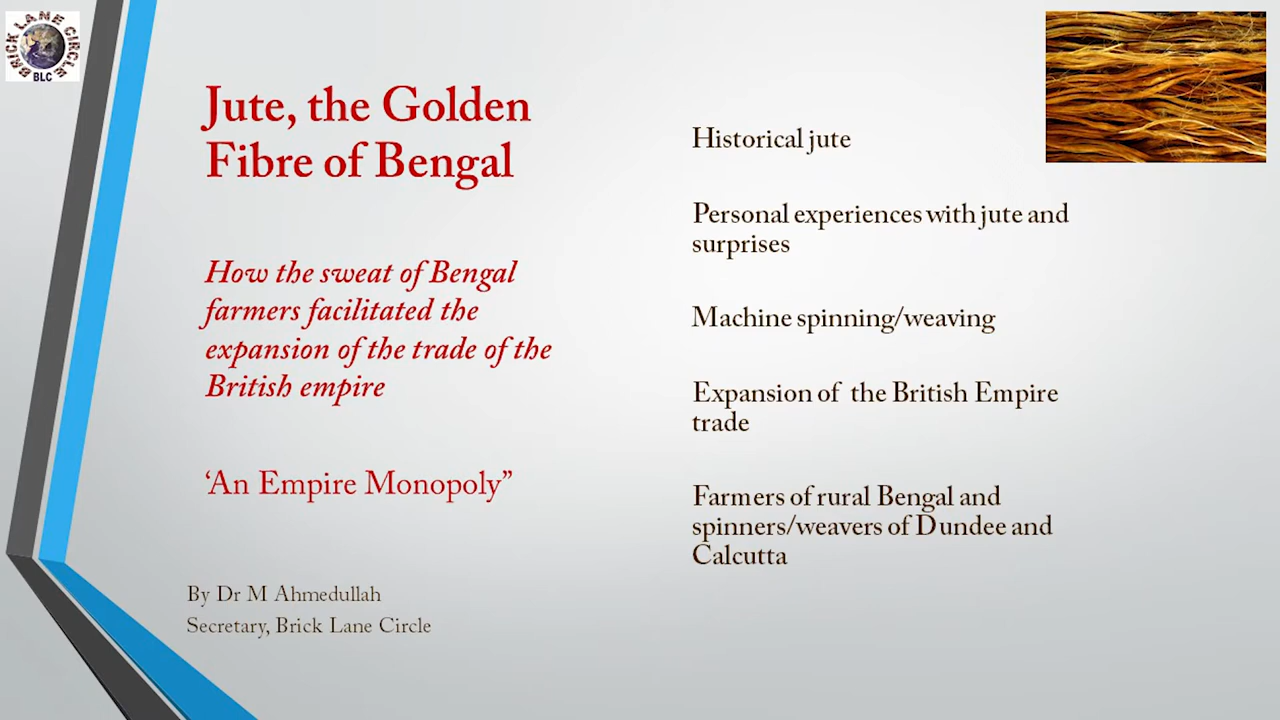 BRICK LANE CIRCLE
BLC
Jute, the Golden
Fibre of Bengal
How the sweat of Bengal
farmers facilitated the
expansion of the trade of the
British empire
‘An Empire Monopoly”
By Dr M Ahmedullah
Secretary, Brick Lane Circle
Historical jute
Personal experiences with jute and
surprises
Machine spinning/weaving
Expansion of  the British Empire
trade
Farmers of rural Bengal and
spinners/weavers of Dundee and
Calcutta